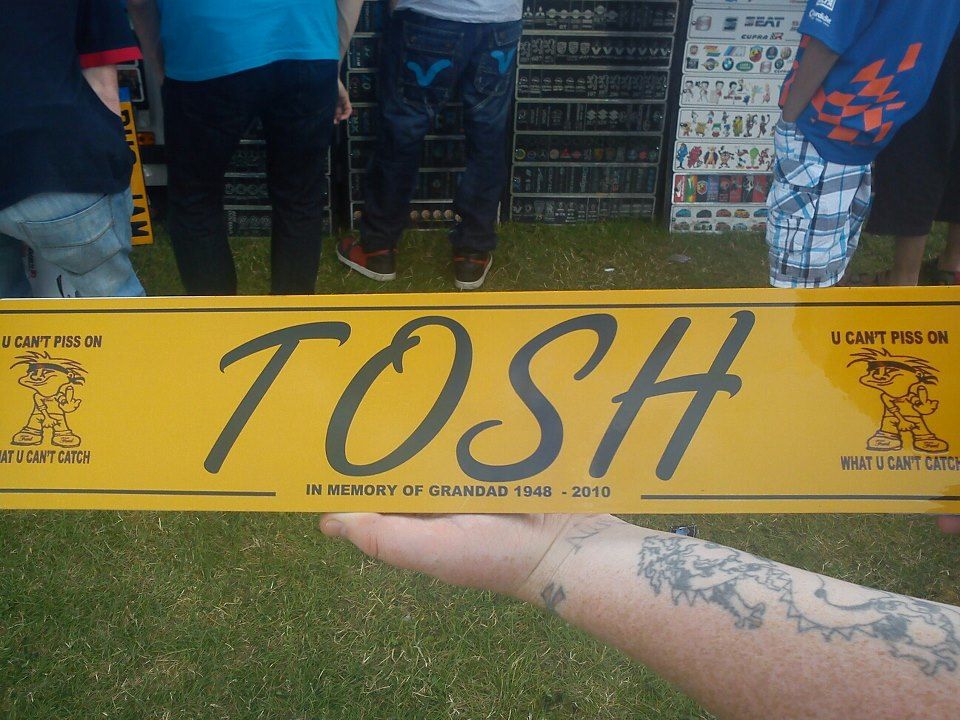 SEAT
CUPRA R
U CAN'T PISS ON
TOSH
U CAN'T PISS ON
WHAT U CAN'T CATCH
IN MEMORY OF GRANDAD 1948 - 2010
WHAT U CAN'T CATCH